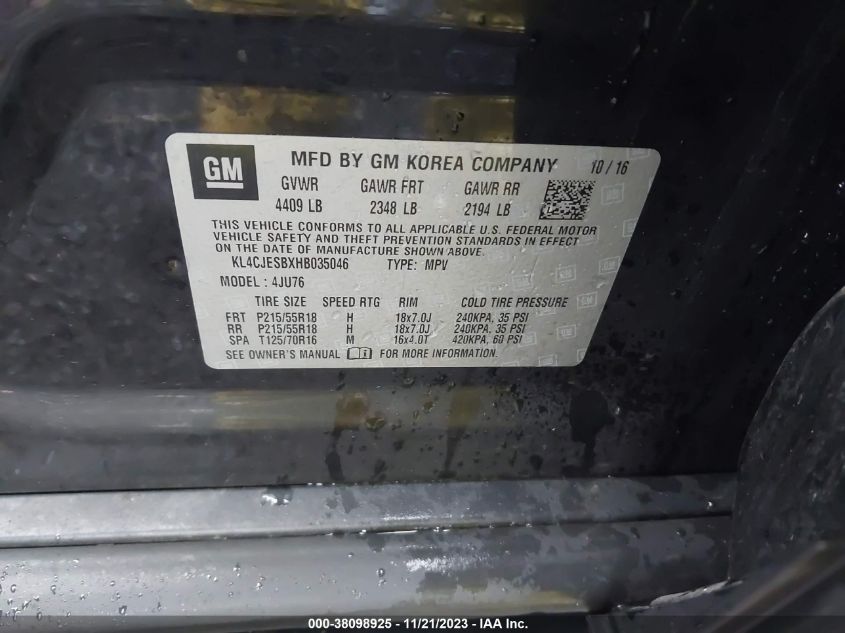 GM
MFD BY GM KOREA COMPANY 10/16
GVWR GAWR FRT GAWR RR
4409 LB 2348 LB 2194 LB
THIS VEHICLE CONFORMS TO ALL APPLICABLE U.S. FEDERAL MOTOR
VEHICLE SAFETY AND THEFT PREVENTION STANDARDS IN EFFECT
ON THE DATE OF MANUFACTURE SHOWN ABOVE.
KL4CJESBXHB035046 TYPE: MPV
MODEL: 4JU76
TIRE SIZE SPEED RTG RIM COLD TIRE PRESSURE
FRT P215/55R18 H 18x7.0J 240KPA, 35 PSI
RR P215/55R18 H 18x7.0J 240KPA, 35 PSI
SPA T125/70R16 M 16x4.0T 420KPA, 60 PSI
SEE OWNER'S MANUAL FOR MORE INFORMATION.
000-38098925 - 11/21/2023 - IAA Inc.